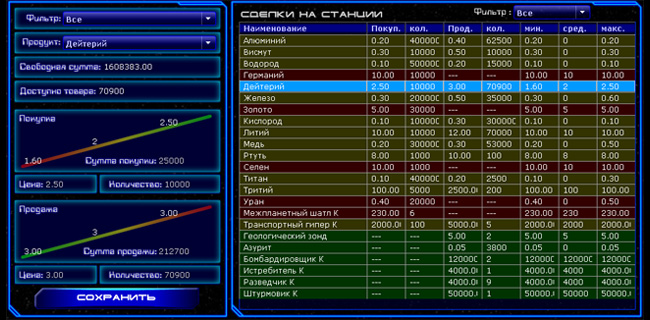 Фильтр: Все
Продукт: Дейтерий
Свободная сумма: 1608383.00
Доступно товара: 70900
Покупка
2.50
2
1.60
Сумма покупки: 25000
Цена: 2.50 Количество: 10000
Продажа
3.00
3
3.00
Сумма продажи: 212700
Цена: 3.00 Количество: 70900
СОХРАНИТЬ
СДЕЛКИ НА СТАНЦИИ Фильтр: Все
Наименование Покуп. кол. Прод. кол. мин. сред. макс.
Алюминий 0.20 400000 0.40 62500 0.20 0 0.20
Висмут 0.30 10000 0.50 10000 0.30 0 0.30
Водород 0.10 500000 0.20 15000 0.10 0 0.10
Германий 10.00 10000 --- --- 10.00 10 10.00
Дейтерий 2.50 10000 3.00 70900 1.60 2 2.50
Железо 0.30 200000 0.50 35000 0.30 0 0.60
Золото 5.00 30000 --- --- 5.00 5 5.00
Кислород 0.10 100000 0.30 300000 0.10 0 0.10
Литий 10.00 10000 12.00 70000 10.00 10 10.00
Медь 0.20 300000 0.30 53000 0.20 0 0.50
Ртуть 8.00 1000 10.00 100 8.00 8 8.00
Селен 10.00 1000 --- --- 10.00 10 10.00
Титан 0.10 40000 0.20 2500 0.10 0 0.30
Тритий 100.00 5000 2500.0 200 100.00 100 100.00
Уран 0.40 20000 --- --- 0.40 0 0.50
Межпланетный шатл К 230.00 6 --- --- 230.00 230 230.00
Транспортный гипер К 2000.0 100 5000.0 5 2000.0 2000 2000.0
Геологический зонд --- --- 5.00 2 5.00 5 5.00
Азурит --- --- 0.05 3800 0.05 0 0.05
Бомбардировщик К --- --- 120000 2 120000 120000 120000
Истребитель К --- --- 4000.0 1 4000.0 4000 4000.0
Разведчик К --- --- 4000.0 9 4000.0 4000 4000.0
Штурмовик К --- --- 50000. 1 50000. 50000 50000.